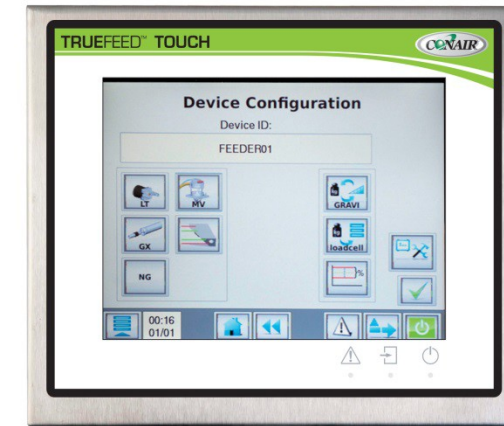 TRUEFEED™ TOUCH
CONAIR
Device Configuration
Device ID:
FEEDER01
LT
MV
GRAVI
GX
loadcell
NG
%
00:16
01/01